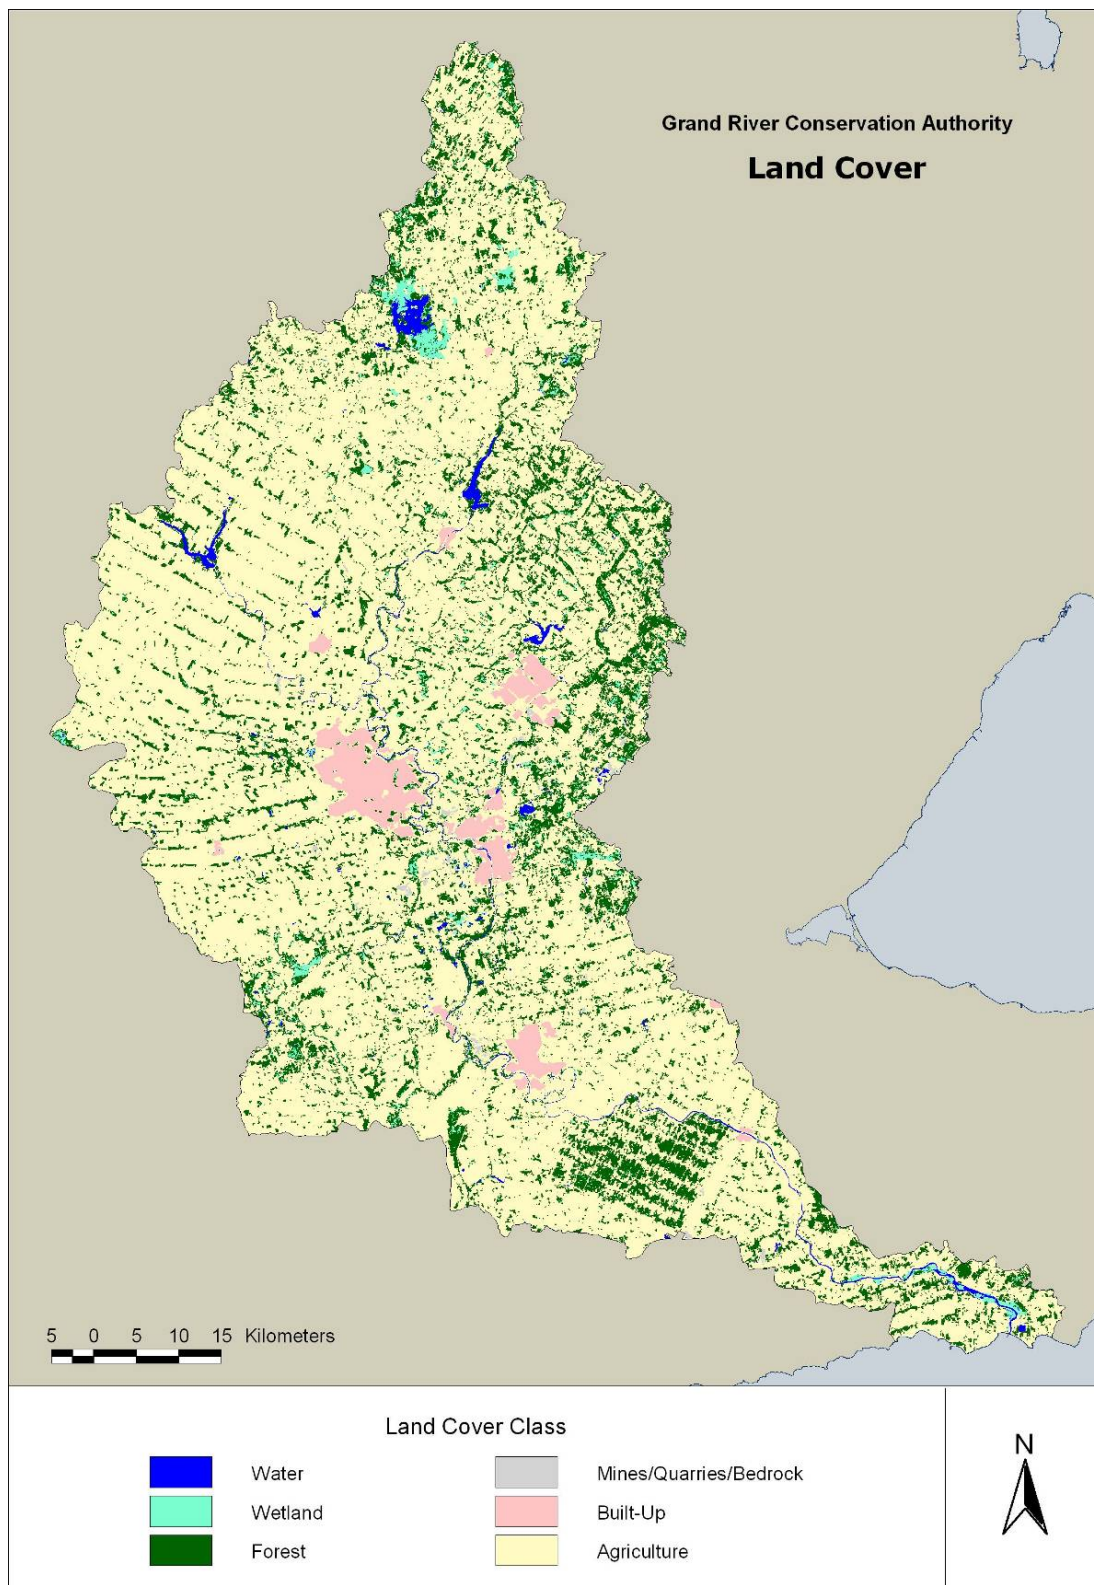 Grand River Conservation Authority
Land Cover
5 0 5 10 15 Kilometers
Land Cover Class
Water
Mines/Quarries/Bedrock
Wetland
Built-Up
Forest
Agriculture
N